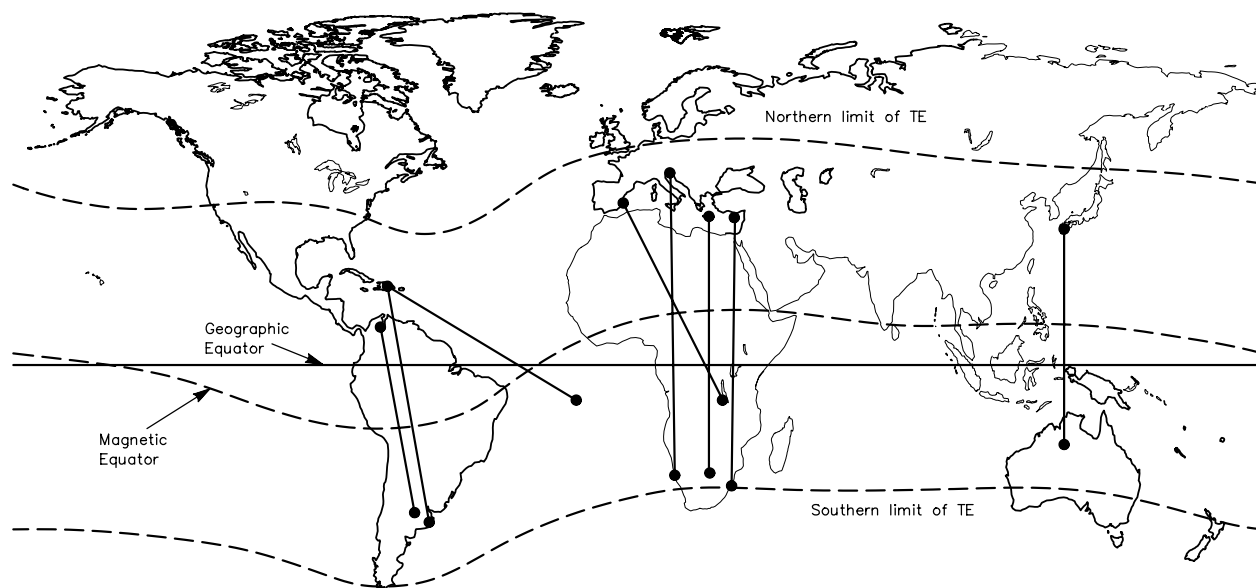 Northern limit of TE
Geographic
Equator
Magnetic
Equator
Southern limit of TE